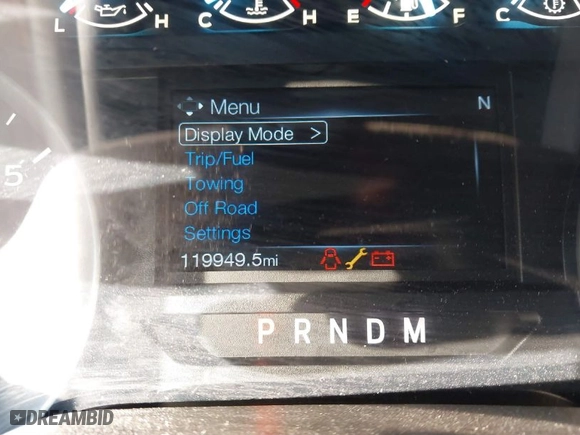 L H C H E F C
Menu N
Display Mode >
Trip/Fuel
Towing
Off Road
Settings
119949.5mi
5
P R N D M
DREAMBID